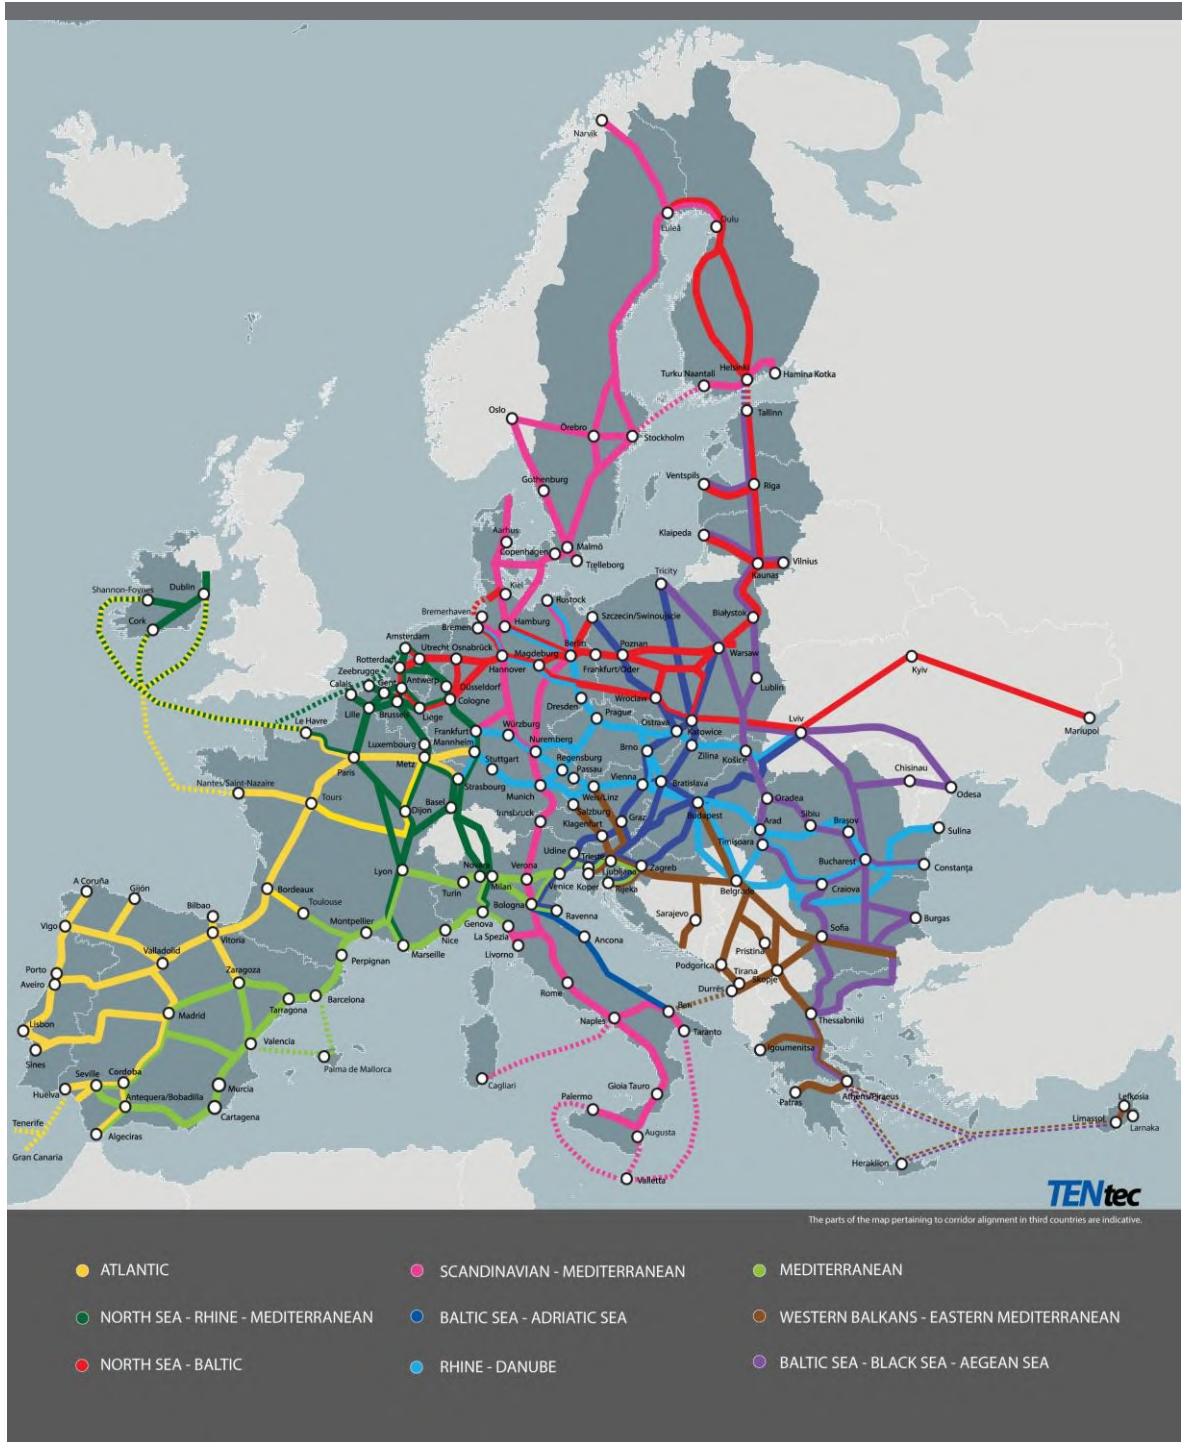 Narvik
Luleå
Oulu
Turku Naantali
Helsinki
Hamina Kotka
Oslo
Örebro
Stockholm
Tallinn
Gothenburg
Ventspils
Riga
Aarhus
Copenhagen
Malmö
Trelleborg
Klaipeda
Kaunas
Vilnius
Shannon-Foynes
Dublin
Cork
Kiel
Rostock
Tricity
Bremerhaven
Bremen
Hamburg
Szczecin/Swinoujscie
Białystok
Amsterdam
Utrecht
Osnabrück
Rotterdam
Zeebrugge
Calais
Gent
Antwerp
Düsseldorf
Cologne
Hannover
Magdeburg
Berlin
Frankfurt/Oder
Poznan
Warsaw
Kyiv
Lublin
Lille
Brussels
Liège
Dresden
Prague
Wroclaw
Ostrava
Katowice
Lviv
Mariupol
Le Havre
Luxembourg
Frankfurt
Mannheim
Würzburg
Nuremberg
Brno
Zilina
Košice
Paris
Metz
Stuttgart
Regensburg
Passau
Vienna
Bratislava
Chisinau
Odesa
Nantes/Saint-Nazaire
Tours
Strasbourg
Munich
Wels/Linz
Salzburg
Budapest
Oradea
Dijon
Basel
Innsbruck
Klagenfurt
Graz
Arad
Sibiu
Brașov
Sulina
Timișoara
Lyon
Novara
Milan
Turin
Verona
Udine
Trieste
Venice
Koper
Ljubljana
Rijeka
Zagreb
Belgrade
Bucharest
Craiova
Constanța
A Coruña
Gijón
Bilbao
Bordeaux
Toulouse
Montpellier
Genova
Bologna
Ravenna
Sarajevo
Burgas
Vigo
Vitoria
Nice
La Spezia
Livorno
Ancona
Pristina
Sofia
Valladolid
Marseille
Perpignan
Porto
Aveiro
Zaragoza
Podgorica
Tirana
Skopje
Durrës
Barcelona
Tarragona
Rome
Bari
Naples
Taranto
Thessaloniki
Lisbon
Madrid
Valencia
Sines
Palma de Mallorca
Igoumenitsa
Cagliari
Seville
Cordoba
Huelva
Murcia
Antequera/Bobadilla
Cartagena
Gioia Tauro
Palermo
Patras
Athens/Piraeus
Lefkosia
Limassol
Larnaka
Tenerife
Algeciras
Augusta
Gran Canaria
Valletta
Heraklion
TENtec
The parts of the map pertaining to corridor alignment in third countries are indicative.
ATLANTIC
SCANDINAVIAN - MEDITERRANEAN
MEDITERRANEAN
NORTH SEA - RHINE - MEDITERRANEAN
BALTIC SEA - ADRIATIC SEA
WESTERN BALKANS - EASTERN MEDITERRANEAN
NORTH SEA - BALTIC
RHINE - DANUBE
BALTIC SEA - BLACK SEA - AEGEAN SEA